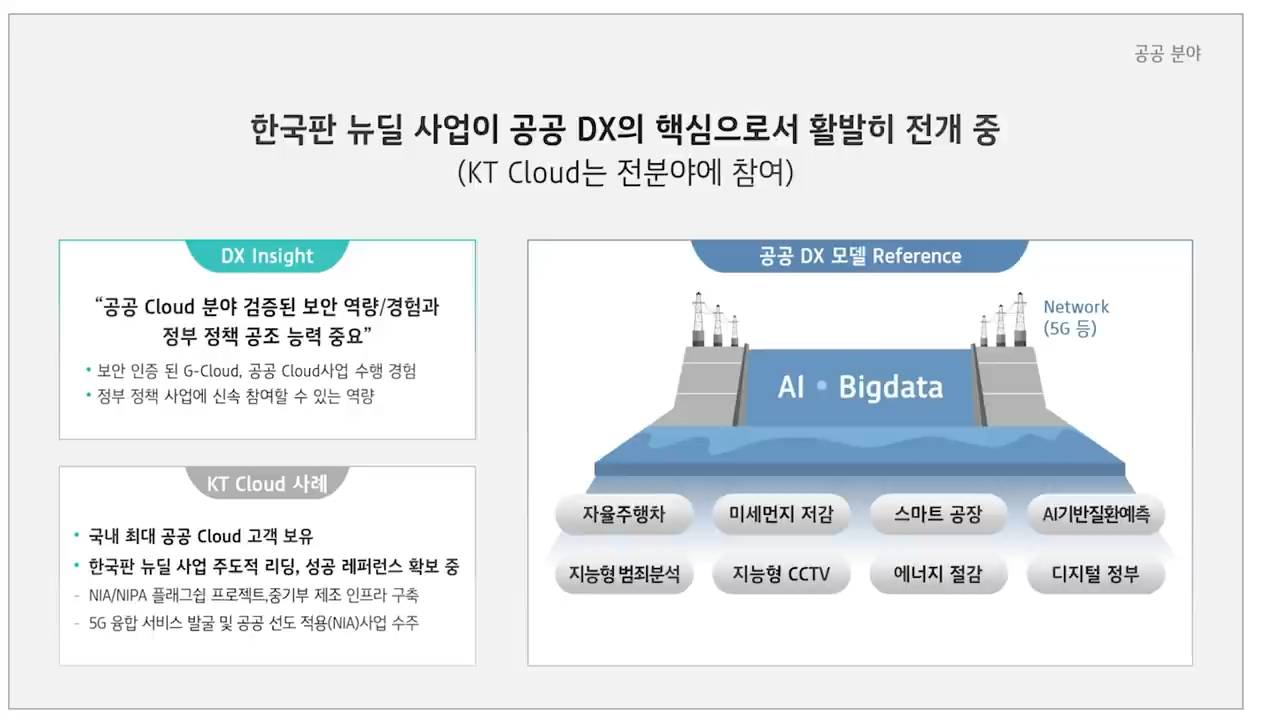 공공 분야
한국판 뉴딜 사업이 공공 DX의 핵심으로서 활발히 전개 중
(KT Cloud는 전분야에 참여)
DX Insight
“공공 Cloud 분야 검증된 보안 역량/경험과
정부 정책 공조 능력 중요”
• 보안 인증 된 G-Cloud, 공공 Cloud사업 수행 경험
• 정부 정책 사업에 신속 참여할 수 있는 역량
KT Cloud 사례
• 국내 최대 공공 Cloud 고객 보유
• 한국판 뉴딜 사업 주도적 리딩, 성공 레퍼런스 확보 중
- NIA/NIPA 플래그쉽 프로젝트,중기부 제조 인프라 구축
- 5G 융합 서비스 발굴 및 공공 선도 적용(NIA)사업 수주
공공 DX 모델 Reference
Network
(5G 등)
AI • Bigdata
자율주행차 미세먼지 저감 스마트 공장 AI기반질환예측
지능형 범죄분석 지능형 CCTV 에너지 절감 디지털 정부